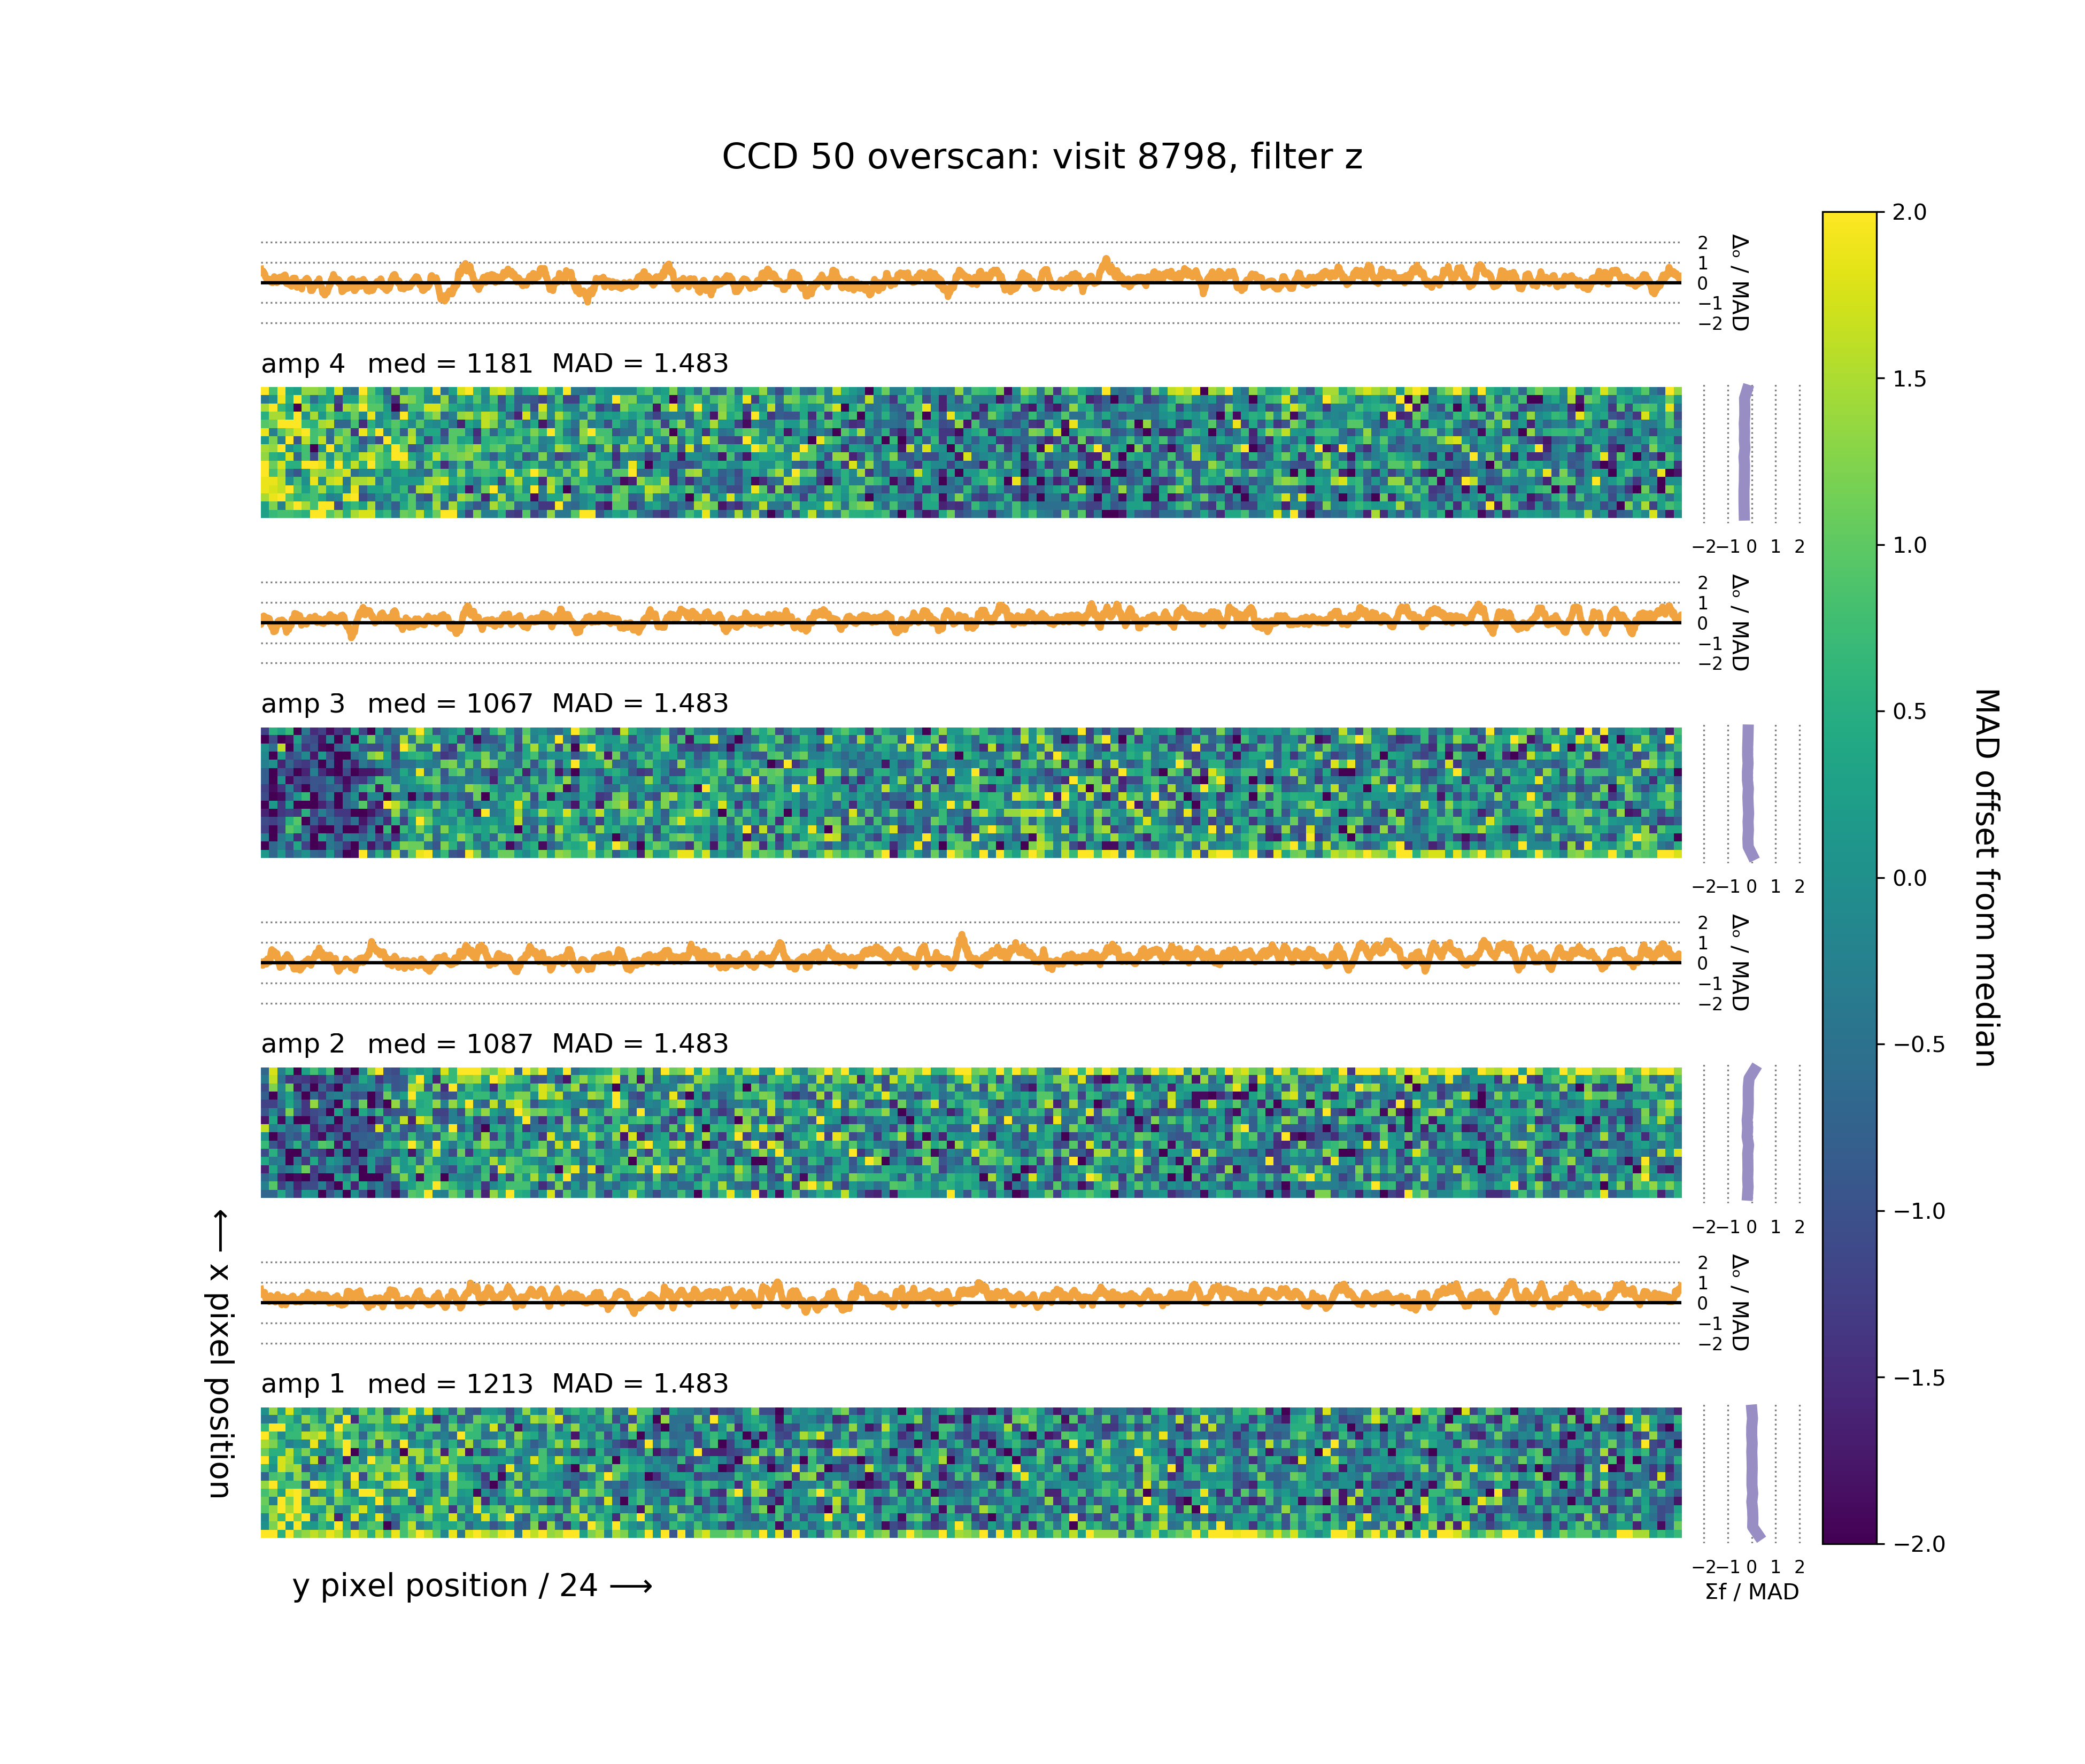 CCD 50 overscan: visit 8798, filter z
2
1
0
−1
−2
Δₒ / MAD
amp 4 med = 1181 MAD = 1.483
−2 −1 0 1 2
2
1
0
−1
−2
Δₒ / MAD
amp 3 med = 1067 MAD = 1.483
−2 −1 0 1 2
2
1
0
−1
−2
Δₒ / MAD
amp 2 med = 1087 MAD = 1.483
−2 −1 0 1 2
2
1
0
−1
−2
Δₒ / MAD
amp 1 med = 1213 MAD = 1.483
−2 −1 0 1 2
Σf / MAD
⟵ x pixel position
y pixel position / 24 ⟶
2.0
1.5
1.0
0.5
0.0
−0.5
−1.0
−1.5
−2.0
MAD offset from median